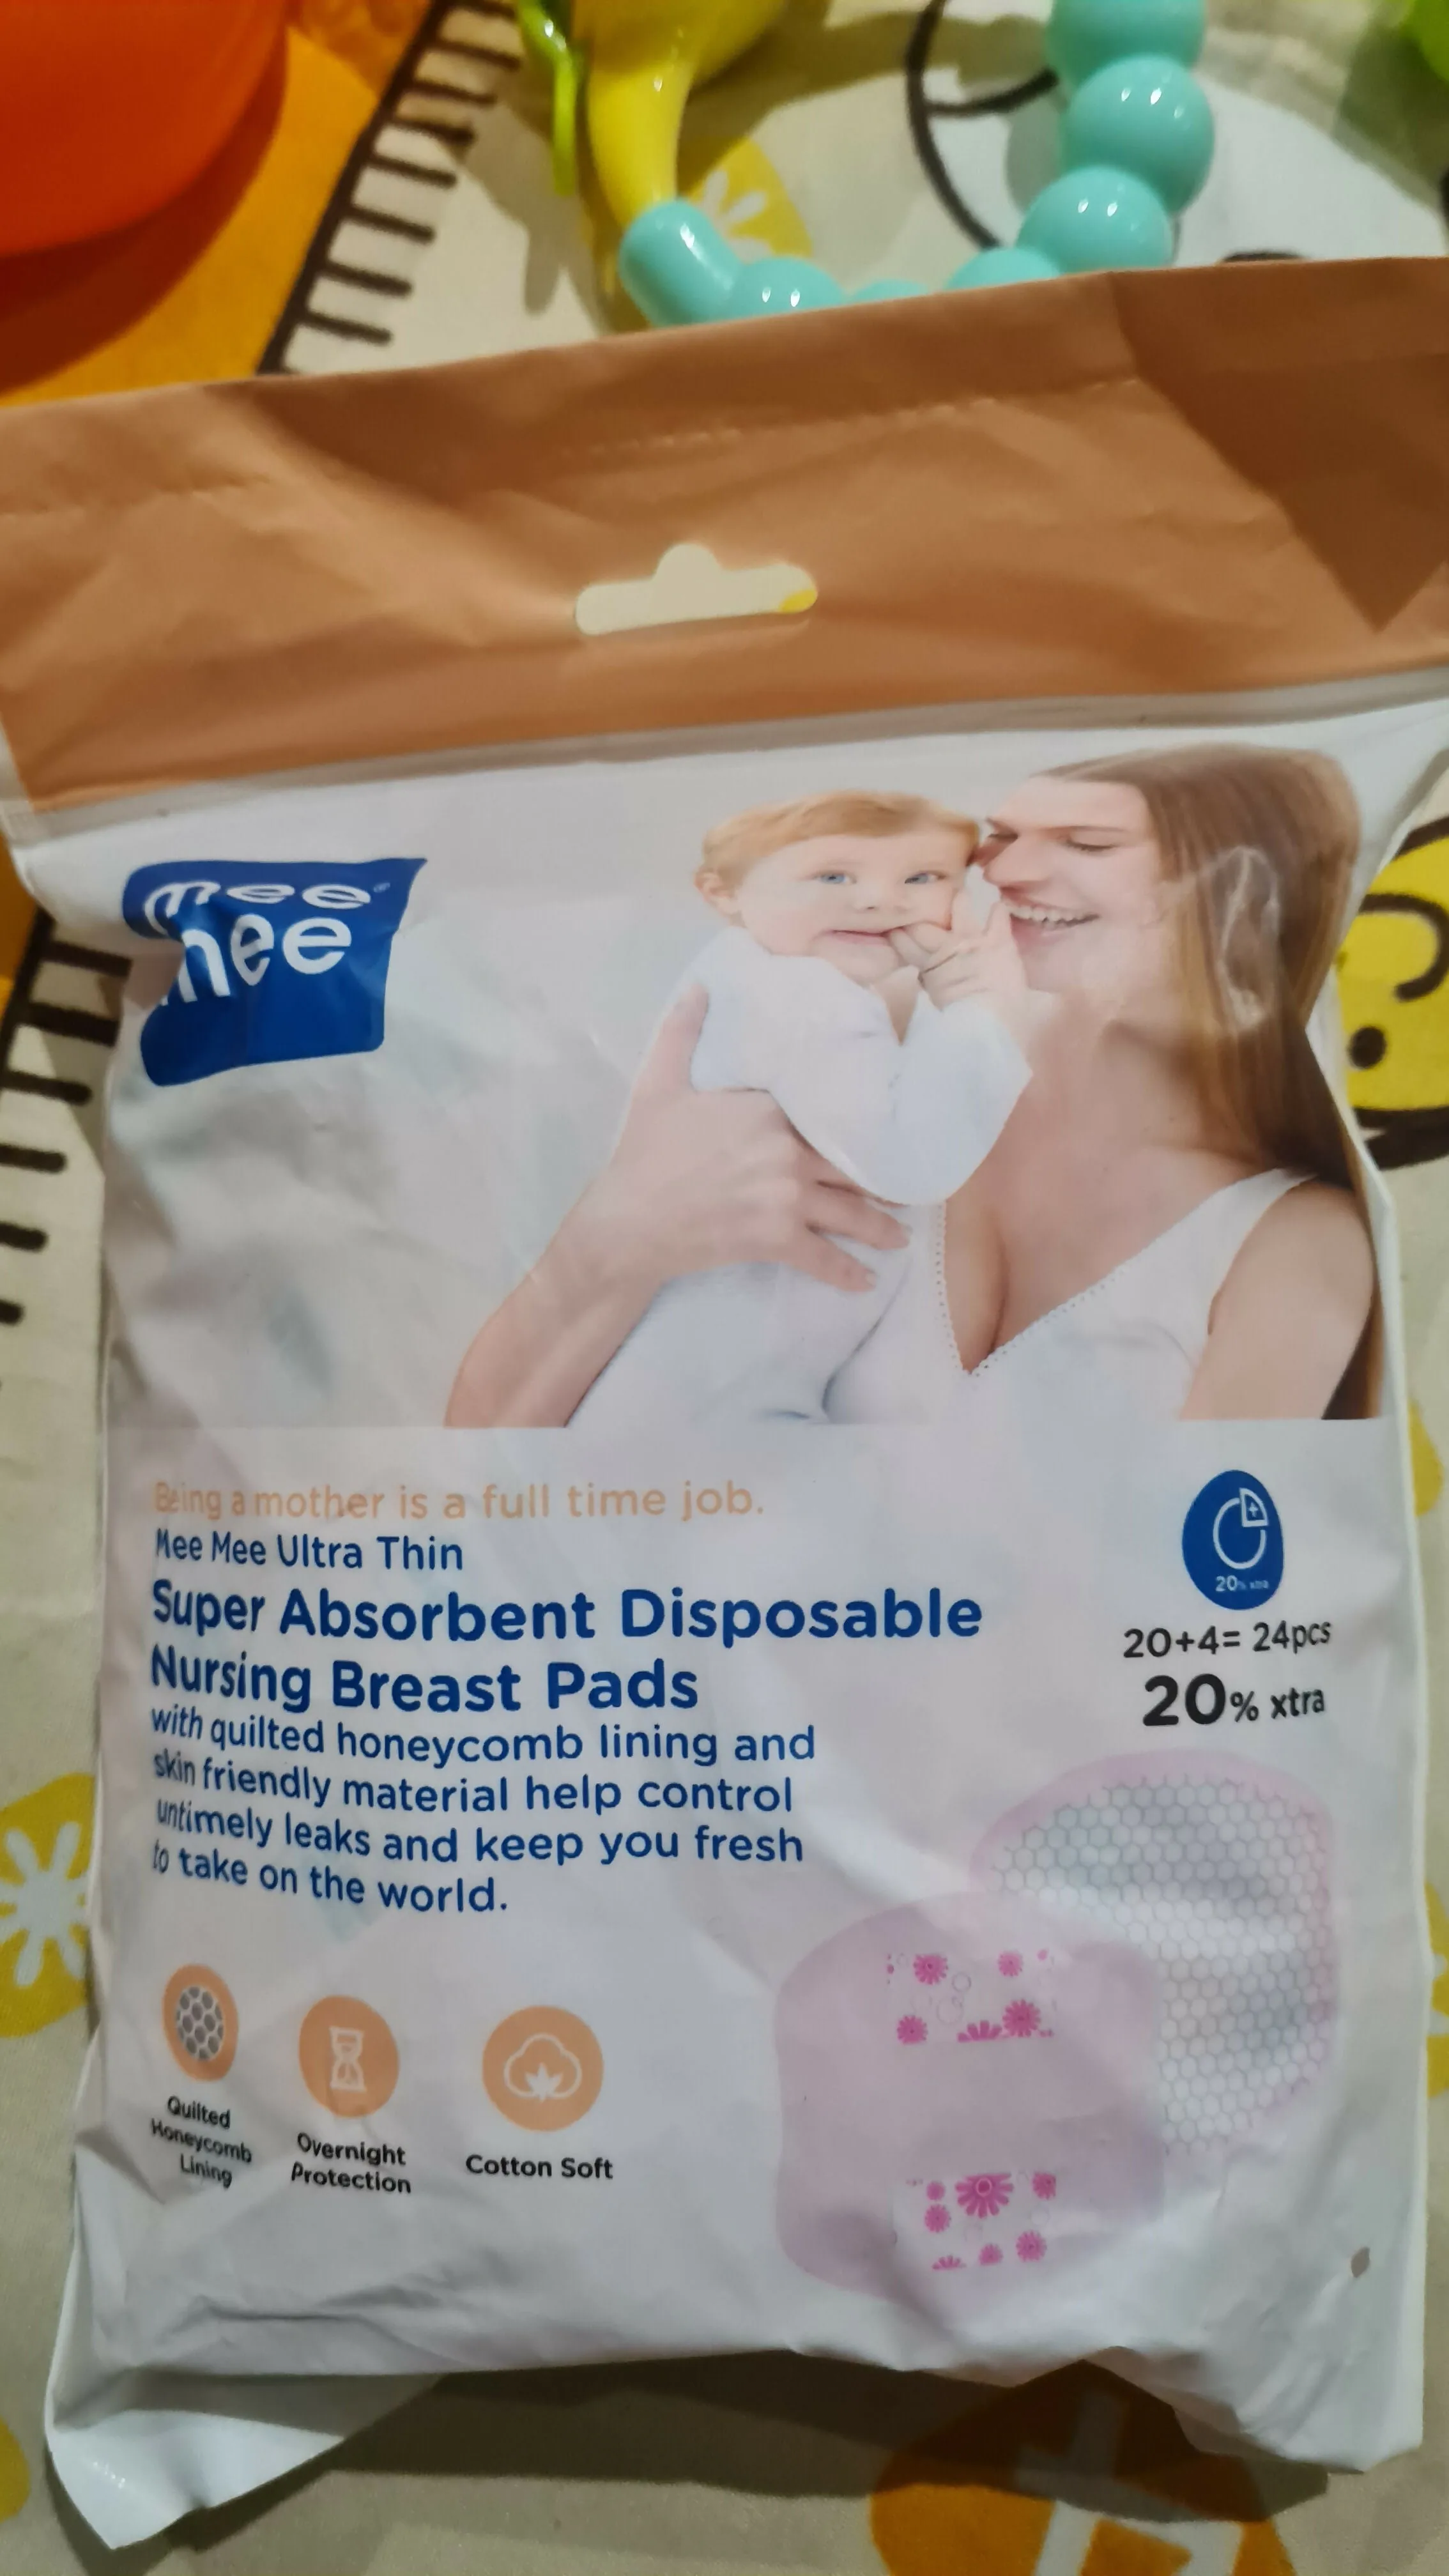 mee
mee
Being a mother is a full time job.
Mee Mee Ultra Thin
Super Absorbent Disposable
Nursing Breast Pads
with quilted honeycomb lining and
skin friendly material help control
untimely leaks and keep you fresh
to take on the world.
20% xtra
20+4= 24pcs
20% xtra
Quilted
Honeycomb
Lining
Overnight
Protection
Cotton Soft